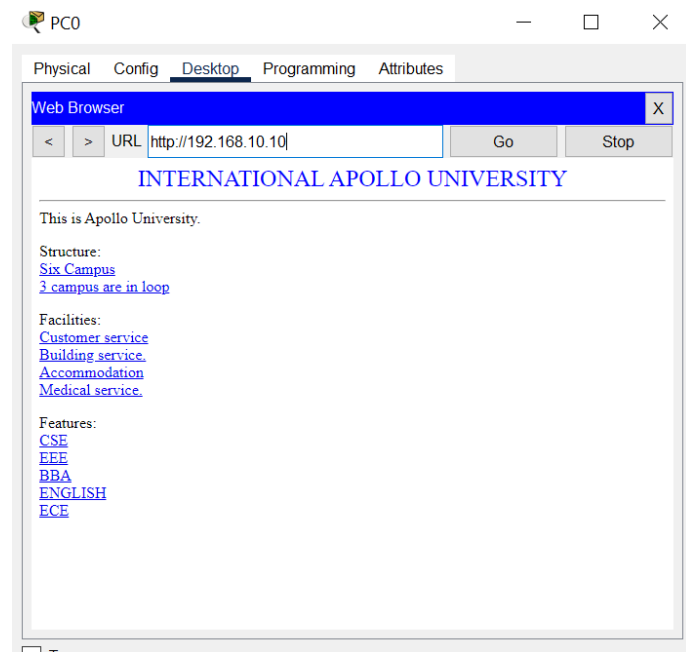 PC0
Physical Config Desktop Programming Attributes
Web Browser X
< > URL http://192.168.10.10 Go Stop
INTERNATIONAL APOLLO UNIVERSITY
This is Apollo University.
Structure:
Six Campus
3 campus are in loop
Facilities:
Customer service
Building service.
Accommodation
Medical service.
Features:
CSE
EEE
BBA
ENGLISH
ECE